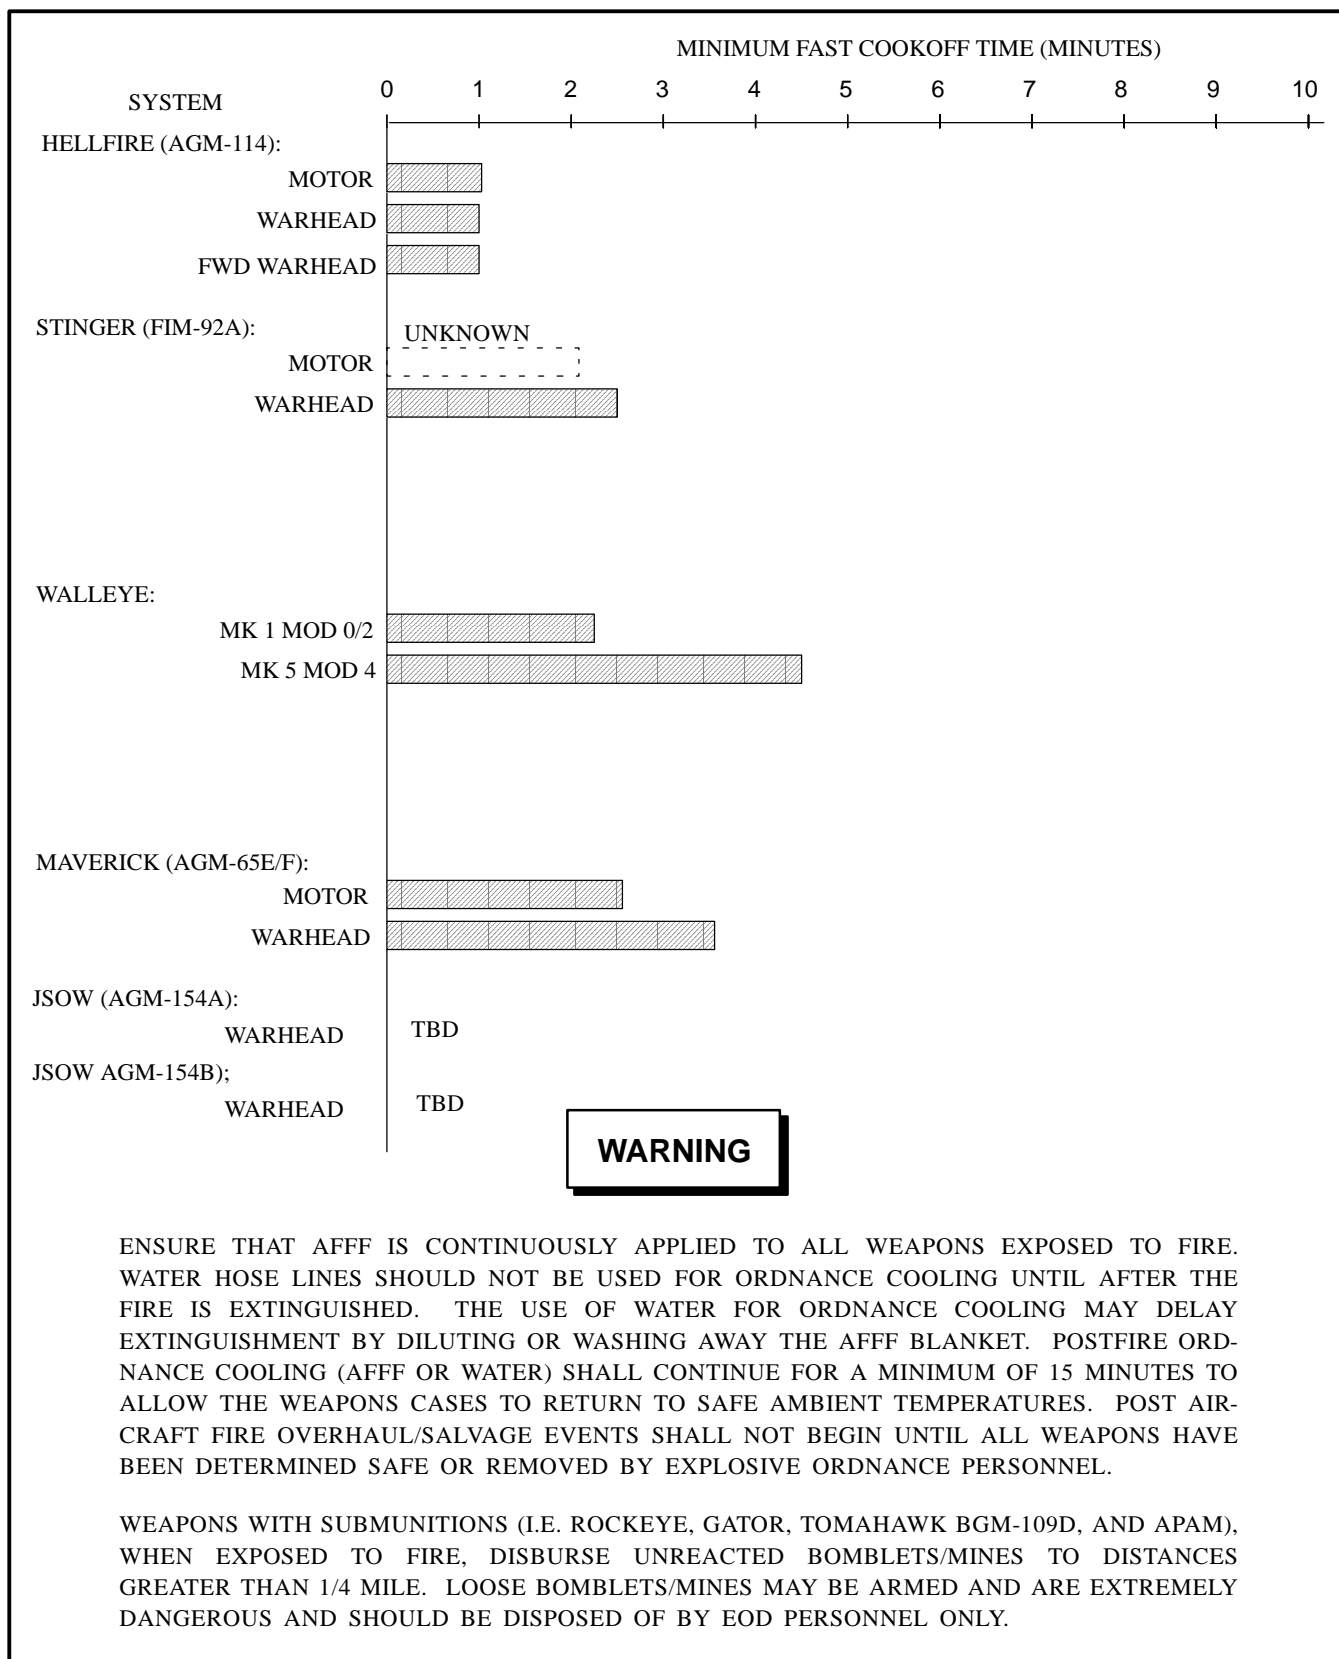 MINIMUM FAST COOKOFF TIME (MINUTES)
0 1 2 3 4 5 6 7 8 9 10
SYSTEM
HELLFIRE (AGM-114):
MOTOR
WARHEAD
FWD WARHEAD
STINGER (FIM-92A):
UNKNOWN
MOTOR
WARHEAD
WALLEYE:
MK 1 MOD 0/2
MK 5 MOD 4
MAVERICK (AGM-65E/F):
MOTOR
WARHEAD
JSOW (AGM-154A):
WARHEAD TBD
JSOW AGM-154B);
WARHEAD TBD
WARNING
ENSURE THAT AFFF IS CONTINUOUSLY APPLIED TO ALL WEAPONS EXPOSED TO FIRE.
WATER HOSE LINES SHOULD NOT BE USED FOR ORDNANCE COOLING UNTIL AFTER THE
FIRE IS EXTINGUISHED. THE USE OF WATER FOR ORDNANCE COOLING MAY DELAY
EXTINGUISHMENT BY DILUTING OR WASHING AWAY THE AFFF BLANKET. POSTFIRE ORD-
NANCE COOLING (AFFF OR WATER) SHALL CONTINUE FOR A MINIMUM OF 15 MINUTES TO
ALLOW THE WEAPONS CASES TO RETURN TO SAFE AMBIENT TEMPERATURES. POST AIR-
CRAFT FIRE OVERHAUL/SALVAGE EVENTS SHALL NOT BEGIN UNTIL ALL WEAPONS HAVE
BEEN DETERMINED SAFE OR REMOVED BY EXPLOSIVE ORDNANCE PERSONNEL.
WEAPONS WITH SUBMUNITIONS (I.E. ROCKEYE, GATOR, TOMAHAWK BGM-109D, AND APAM),
WHEN EXPOSED TO FIRE, DISBURSE UNREACTED BOMBLETS/MINES TO DISTANCES
GREATER THAN 1/4 MILE. LOOSE BOMBLETS/MINES MAY BE ARMED AND ARE EXTREMELY
DANGEROUS AND SHOULD BE DISPOSED OF BY EOD PERSONNEL ONLY.